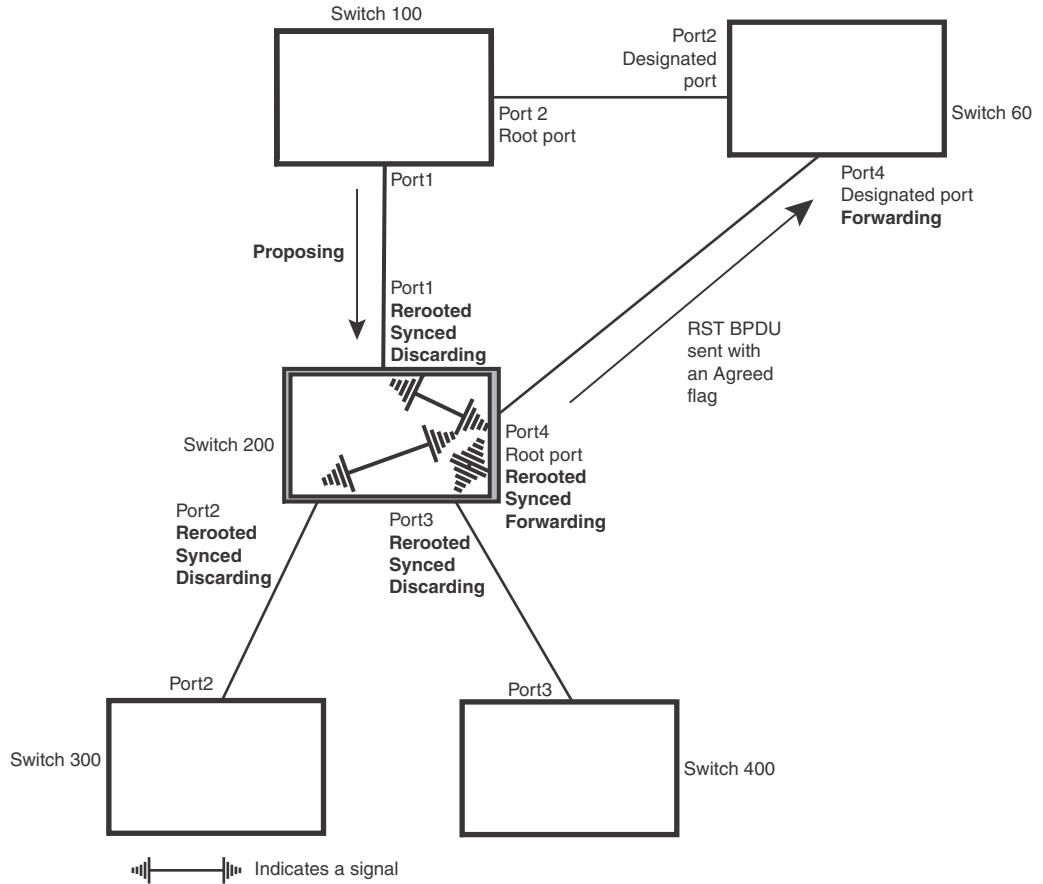 Switch 100
Port2
Designated
port
Port 2
Root port
Switch 60
Port1
Port4
Designated port
Forwarding
Proposing
Port1
Rerooted
Synced
Discarding
RST BPDU
sent with
an Agreed
flag
Switch 200
Port4
Root port
Rerooted
Synced
Forwarding
Port2
Rerooted
Synced
Discarding
Port3
Rerooted
Synced
Discarding
Port2
Port3
Switch 300
Switch 400
Indicates a signal